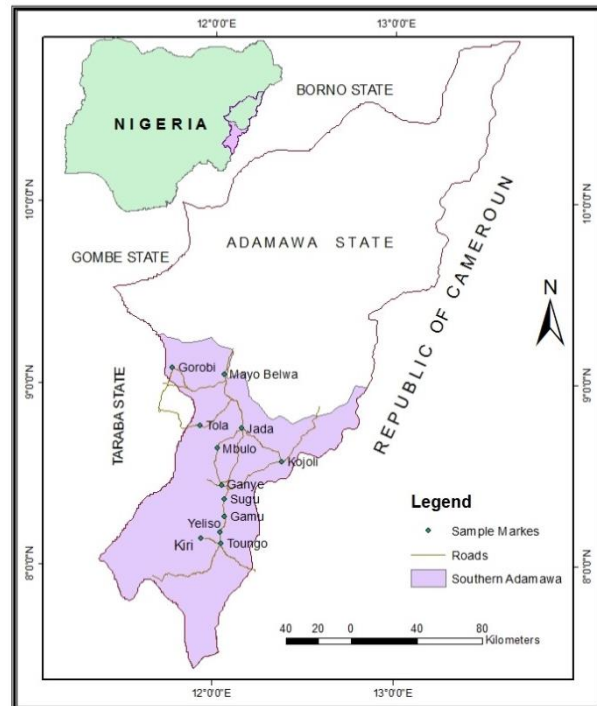 12°0'0"E
13°0'0"E
BORNO STATE
NIGERIA
10°0'0"N
10°0'0"N
ADAMAWA STATE
GOMBE STATE
REPUBLIC OF CAMEROUN
N
TARABA STATE
Gorobi
Mayo Belwa
9°0'0"N
9°0'0"N
Tola
Jada
Mbulo
Kojoli
Ganye
Sugu
Gamu
Yeliso
Kiri
Toungo
8°0'0"N
8°0'0"N
Legend
Sample Markes
Roads
Southern Adamawa
40 20 0 40 80
Kilometers
12°0'0"E
13°0'0"E